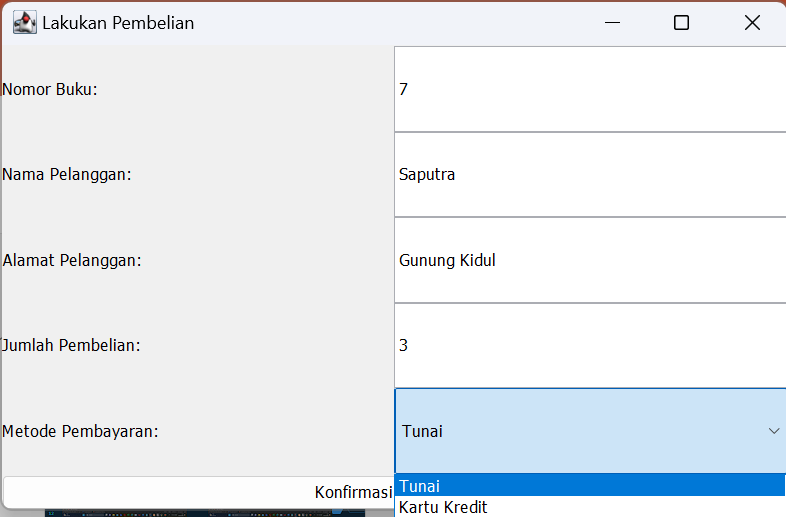 Lakukan Pembelian
Nomor Buku: 7
Nama Pelanggan: Saputra
Alamat Pelanggan: Gunung Kidul
Jumlah Pembelian: 3
Metode Pembayaran: Tunai
Tunai
Konfirmasi
Kartu Kredit